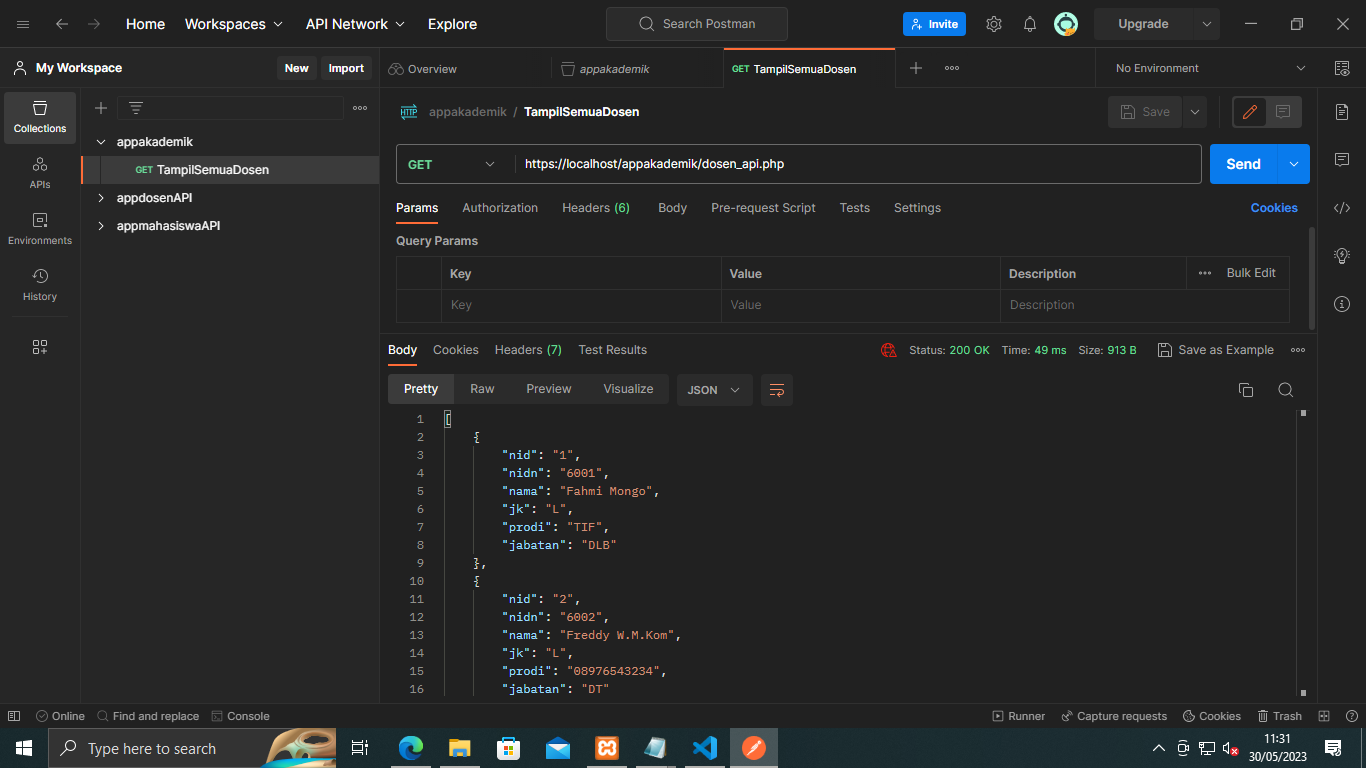 Home Workspaces API Network Explore Search Postman Invite Upgrade
My Workspace New Import Overview appakademik GET TampilSemuaDosen No Environment
Collections
APIs
Environments
History
appakademik
GET TampilSemuaDosen
appdosenAPI
appmahasiswaAPI
HTTP appakademik / TampilSemuaDosen Save
GET https://localhost/appakademik/dosen_api.php Send
Params Authorization Headers (6) Body Pre-request Script Tests Settings Cookies
Query Params
Key Value Description Bulk Edit
Key Value Description
Body Cookies Headers (7) Test Results Status: 200 OK Time: 49 ms Size: 913 B Save as Example
Pretty Raw Preview Visualize JSON
1 [
2 {
3 "nid": "1",
4 "nidn": "6001",
5 "nama": "Fahmi Mongo",
6 "jk": "L",
7 "prodi": "TIF",
8 "jabatan": "DLB"
9 },
10 {
11 "nid": "2",
12 "nidn": "6002",
13 "nama": "Freddy W.M.Kom",
14 "jk": "L",
15 "prodi": "08976543234",
16 "jabatan": "DT"
Online Find and replace Console Runner Capture requests Cookies Trash
Type here to search 11:31
30/05/2023